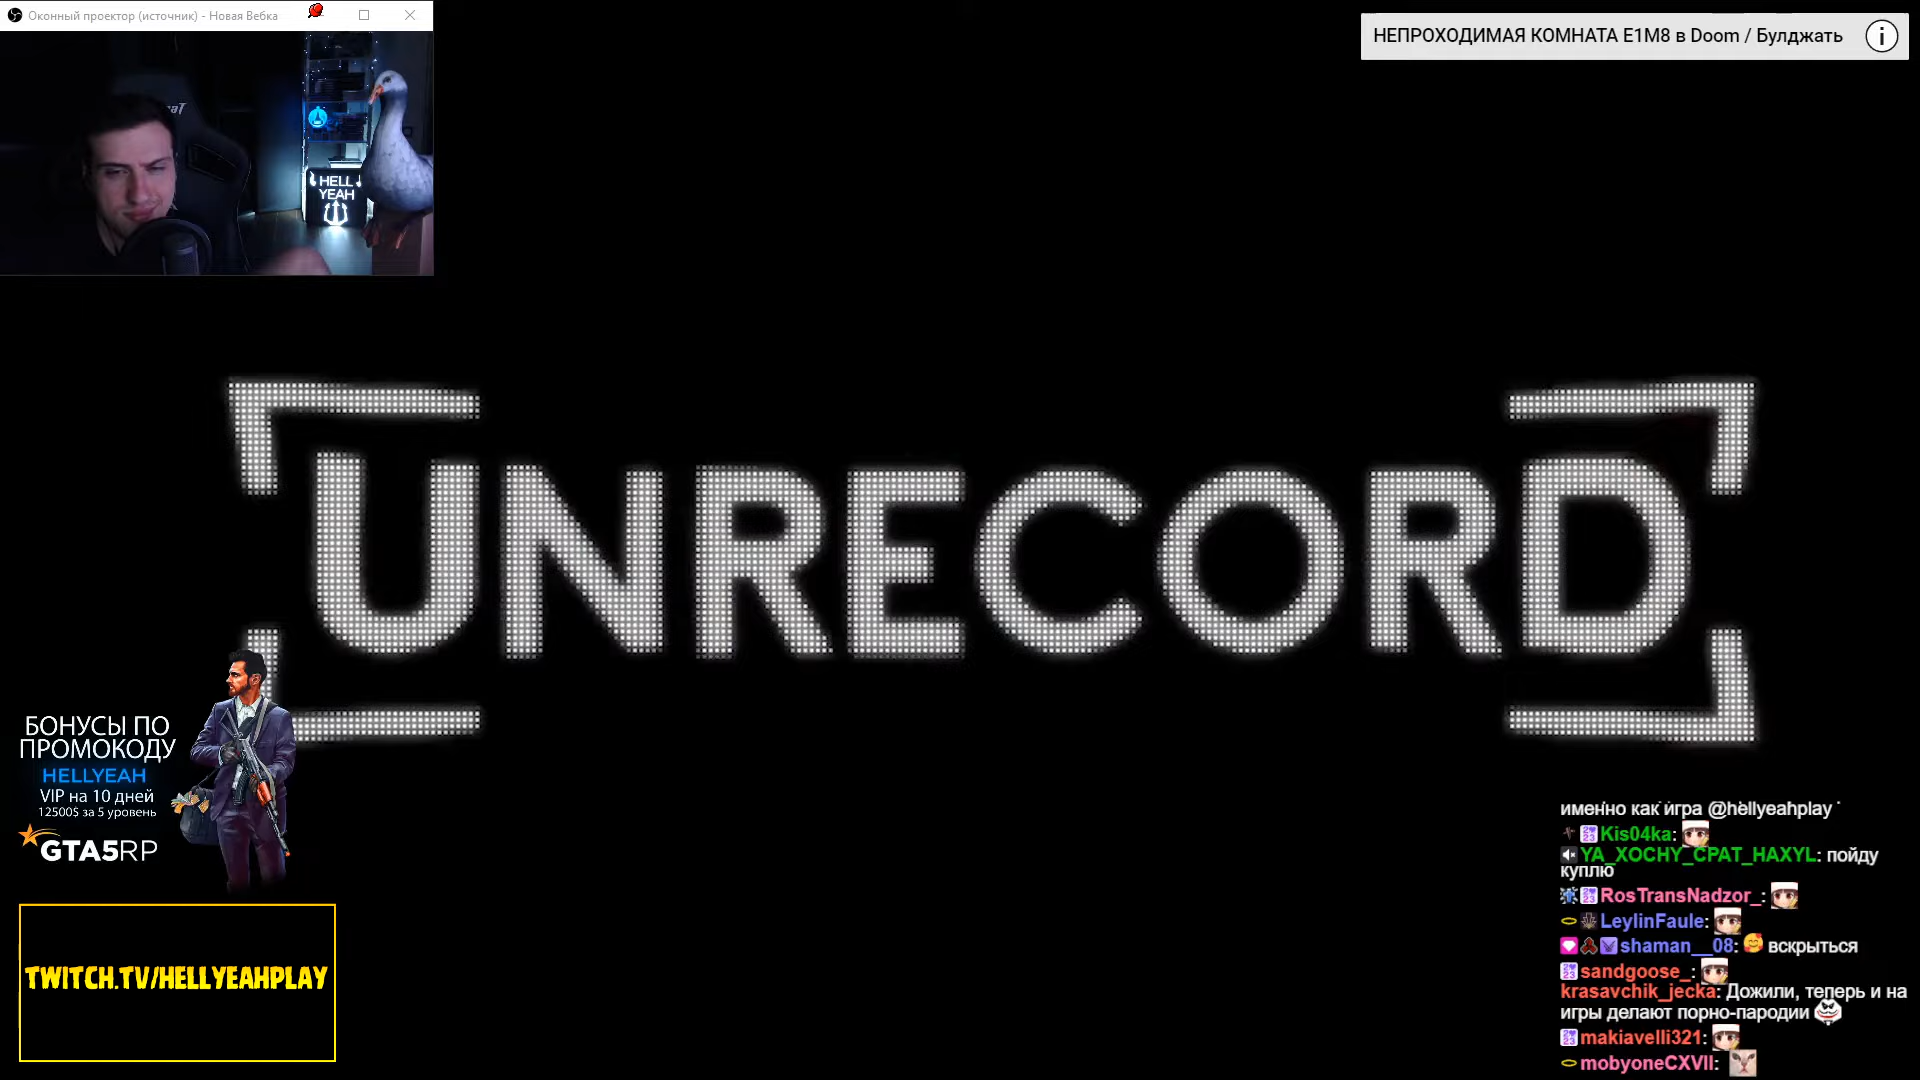 Оконный проектор (источник) - Новая Вебка
НЕПРОХОДИМАЯ КОМНАТА E1M8 в Doom / Булджать
HELL
YEAH
UNRECORD
БОНУСЫ ПО
ПРОМОКОДУ
HELLYEAH
VIP на 10 дней
12500$ за 5 уровень
GTA5RP
TWITCH.TV/HELLYEAHPLAY
именно как игра @hellyeahplay
Kis04ka:
YA_XOCHY_CPAT_HAXYL: пойду
куплю
RosTransNadzor_:
LeylinFaule:
shaman__08: вскрыться
sandgoose_:
krasavchik_jecka: Дожили, теперь и на
игры делают порно-пародии
makiavelli321:
mobyoneCXVII: